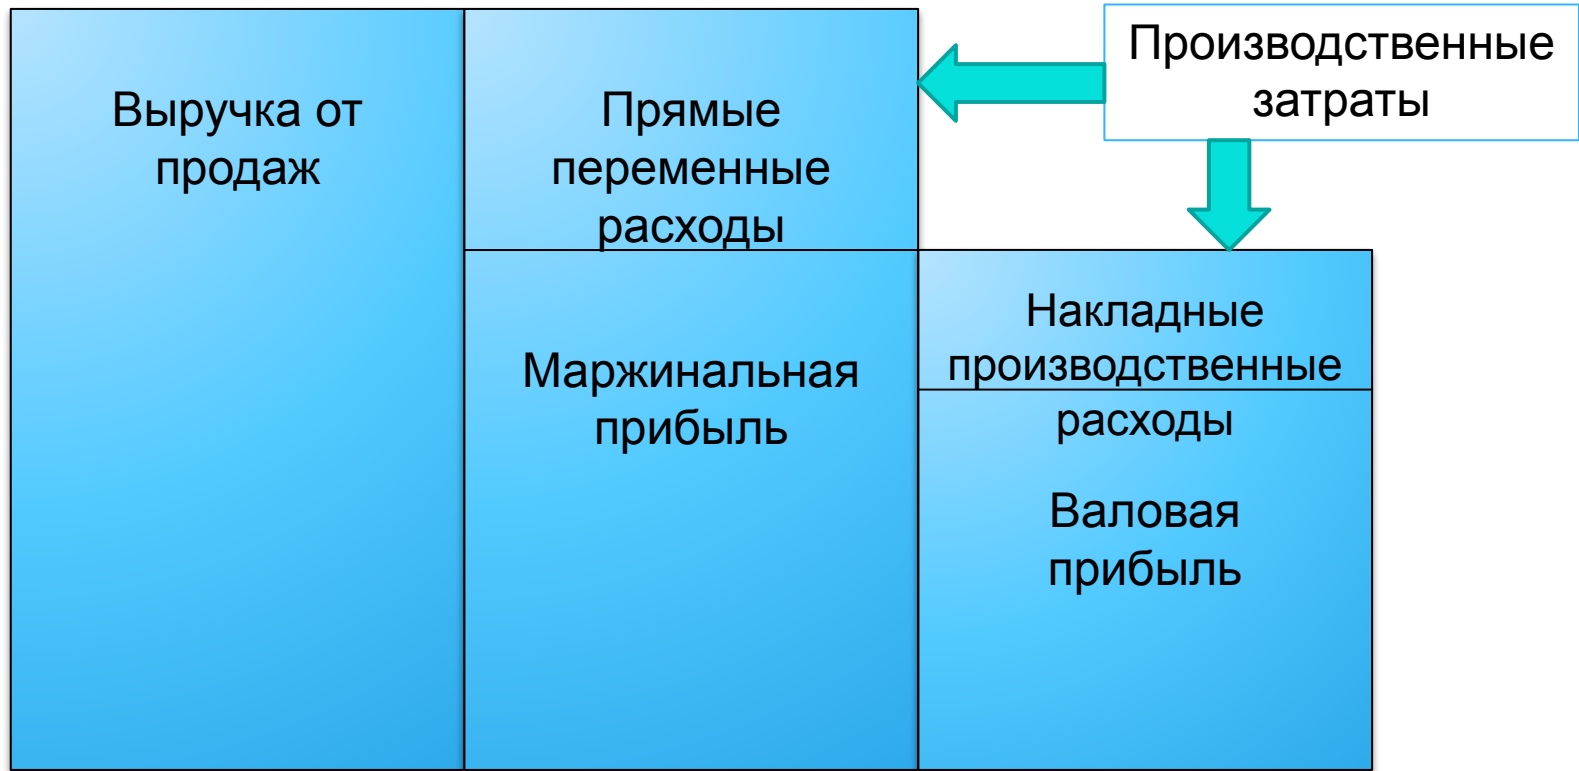 Выручка от
продаж
Прямые
переменные
расходы
Маржинальная
прибыль
Производственные
затраты
Накладные
производственные
расходы
Валовая
прибыль